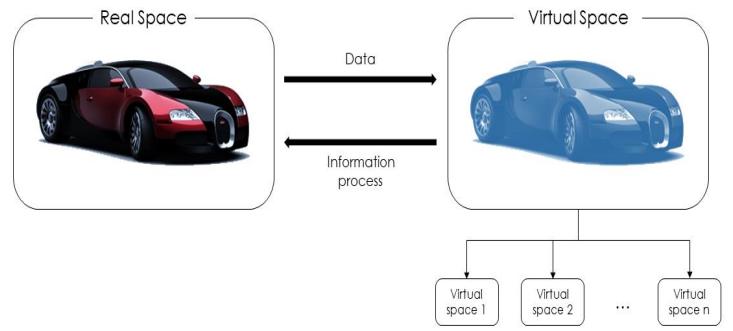 Real Space
Virtual Space
Data
Information
process
Virtual
space 1
Virtual
space 2
...
Virtual
space n